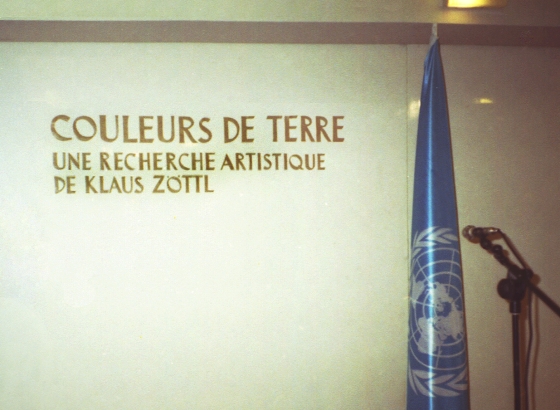 COULEURS DE TERRE
UNE RECHERCHE ARTISTIQUE
DE KLAUS ZÖTTL